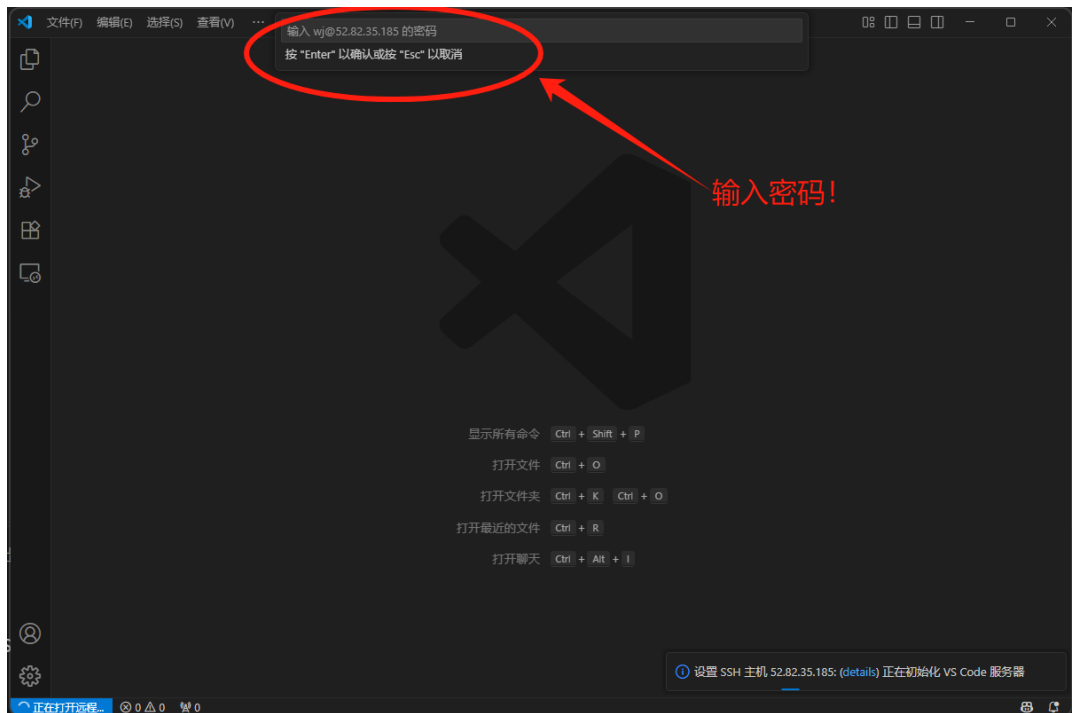 文件(F) 编辑(E) 选择(S) 查看(V) ···
输入 wj@52.82.35.185 的密码
按 "Enter" 以确认或按 "Esc" 以取消
输入密码！
显示所有命令 Ctrl + Shift + P
打开文件 Ctrl + O
打开文件夹 Ctrl + K Ctrl + O
打开最近的文件 Ctrl + R
打开聊天 Ctrl + Alt + I
设置 SSH 主机 52.82.35.185: (details) 正在初始化 VS Code 服务器
正在打开远程... 0 0 0